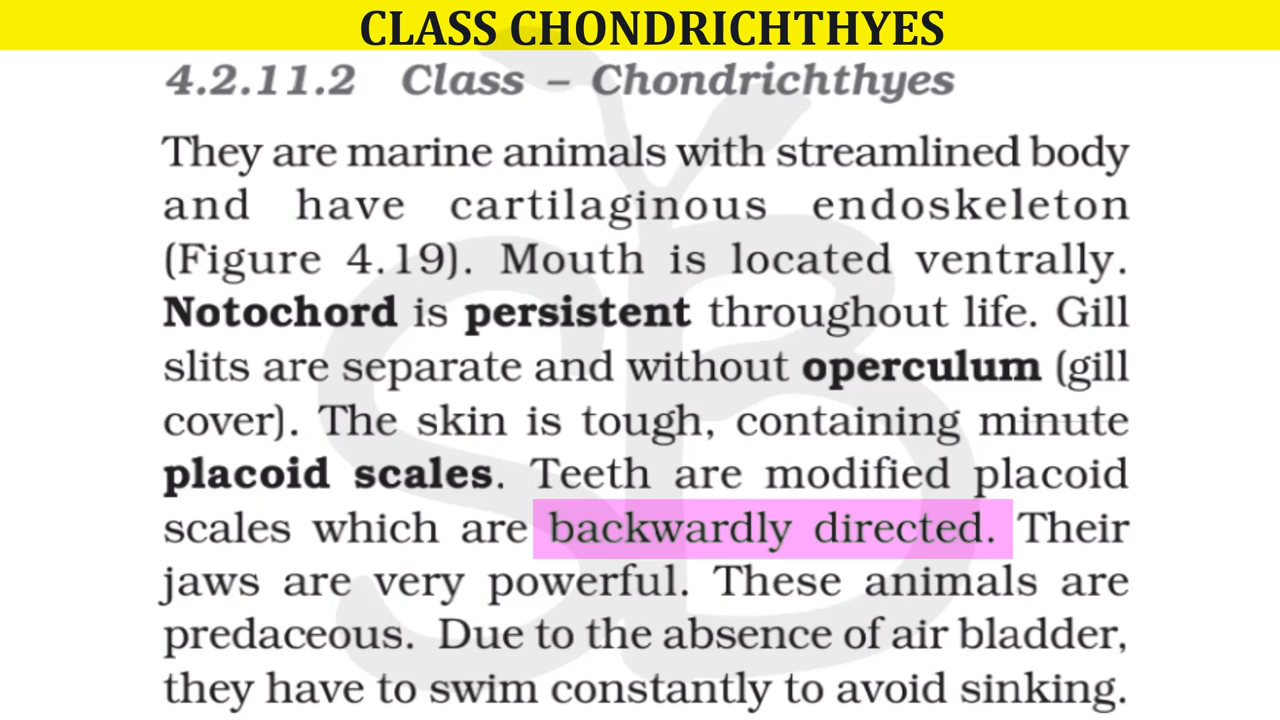 CLASS CHONDRICHTHYES
4.2.11.2 Class – Chondrichthyes
They are marine animals with streamlined body
and have cartilaginous endoskeleton
(Figure 4.19). Mouth is located ventrally.
Notochord is persistent throughout life. Gill
slits are separate and without operculum (gill
cover). The skin is tough, containing minute
placoid scales. Teeth are modified placoid
scales which are backwardly directed. Their
jaws are very powerful. These animals are
predaceous. Due to the absence of air bladder,
they have to swim constantly to avoid sinking.
SB